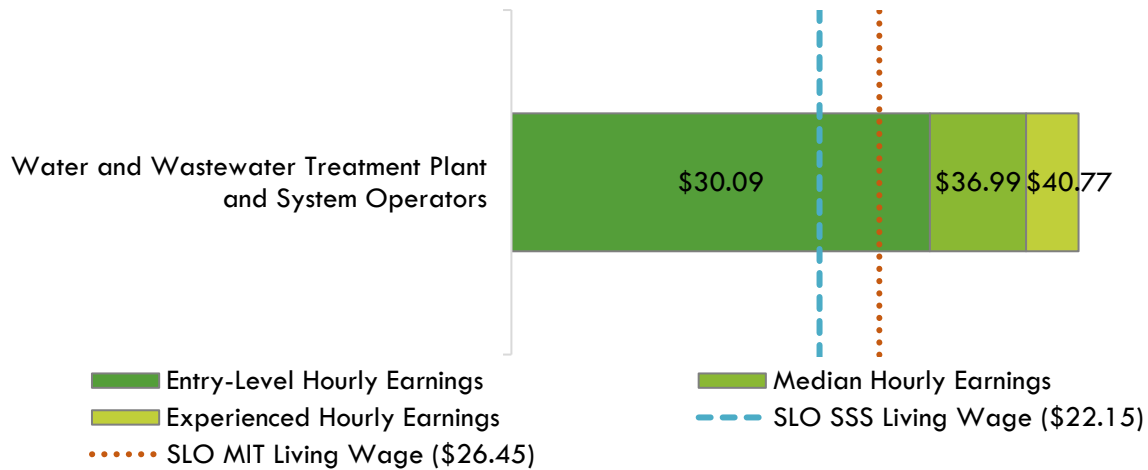 Water and Wastewater Treatment Plant
and System Operators
$30.09
$36.99
$40.77
Entry-Level Hourly Earnings
Median Hourly Earnings
Experienced Hourly Earnings
SLO SSS Living Wage ($22.15)
SLO MIT Living Wage ($26.45)